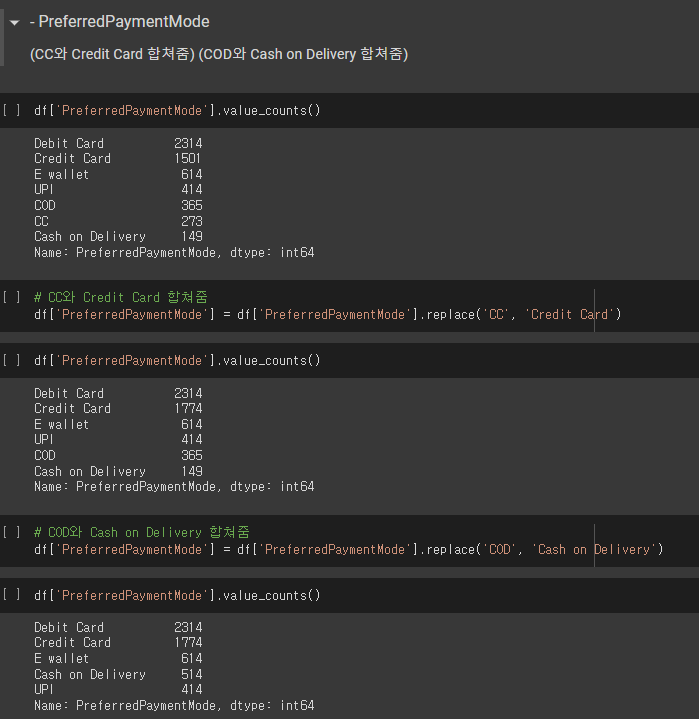 - PreferredPaymentMode
(CC와 Credit Card 합쳐줌) (COD와 Cash on Delivery 합쳐줌)
[ ] df['PreferredPaymentMode'].value_counts()
Debit Card 2314
Credit Card 1501
E wallet 614
UPI 414
COD 365
CC 273
Cash on Delivery 149
Name: PreferredPaymentMode, dtype: int64
[ ] # CC와 Credit Card 합쳐줌
df['PreferredPaymentMode'] = df['PreferredPaymentMode'].replace('CC', 'Credit Card')
[ ] df['PreferredPaymentMode'].value_counts()
Debit Card 2314
Credit Card 1774
E wallet 614
UPI 414
COD 365
Cash on Delivery 149
Name: PreferredPaymentMode, dtype: int64
[ ] # COD와 Cash on Delivery 합쳐줌
df['PreferredPaymentMode'] = df['PreferredPaymentMode'].replace('COD', 'Cash on Delivery')
[ ] df['PreferredPaymentMode'].value_counts()
Debit Card 2314
Credit Card 1774
E wallet 614
Cash on Delivery 514
UPI 414
Name: PreferredPaymentMode, dtype: int64